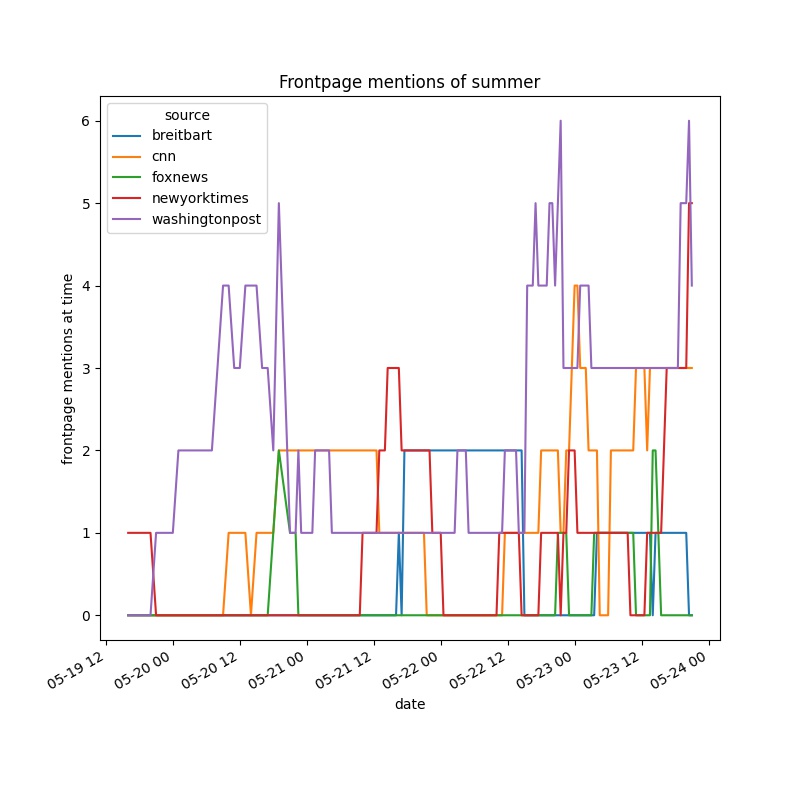 Frontpage mentions of summer
source
breitbart
cnn
foxnews
newyorktimes
washingtonpost
frontpage mentions at time
6
5
4
3
2
1
0
05-19 12
05-20 00
05-20 12
05-21 00
05-21 12
05-22 00
05-22 12
05-23 00
05-23 12
05-24 00
date